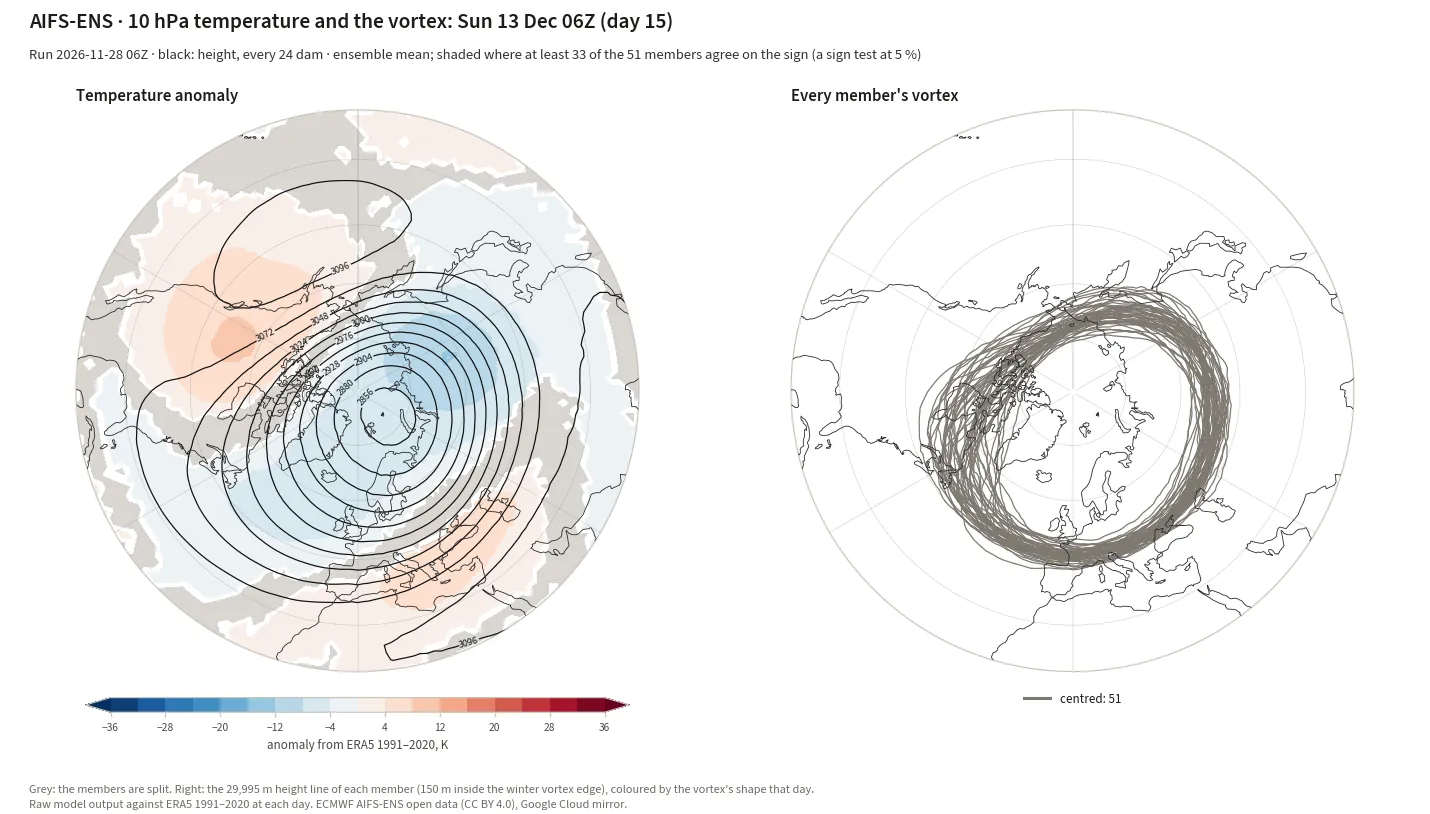 AIFS-ENS · 10 hPa temperature and the vortex: Sun 13 Dec 06Z (day 15)
Run 2026-11-28 06Z · black: height, every 24 dam · ensemble mean; shaded where at least 33 of the 51 members agree on the sign (a sign test at 5 %)
Temperature anomaly
Every member's vortex
3096
3072
3048
3000
3024
2976
2928
2904
2880
2856
3096
centred: 51
−36 −28 −20 −12 −4 4 12 20 28 36
anomaly from ERA5 1991–2020, K
Grey: the members are split. Right: the 29,995 m height line of each member (150 m inside the winter vortex edge), coloured by the vortex's shape that day.
Raw model output against ERA5 1991–2020 at each day. ECMWF AIFS-ENS open data (CC BY 4.0), Google Cloud mirror.